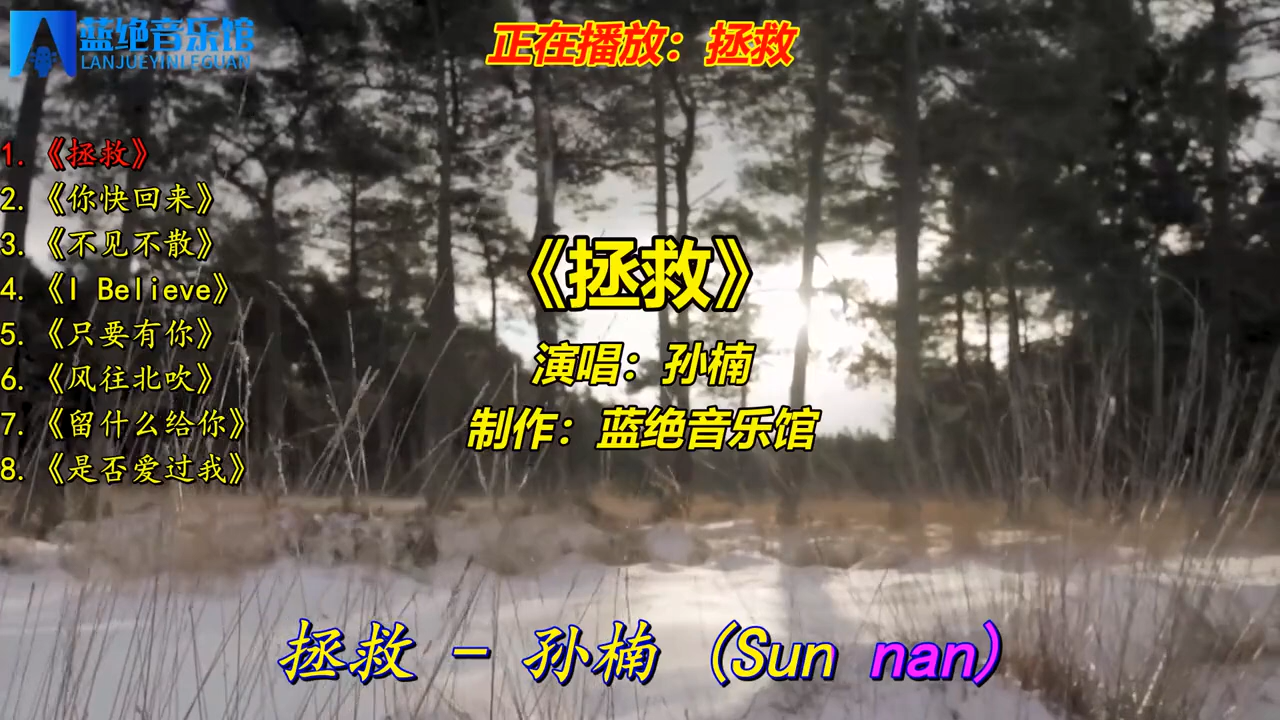 蓝绝音乐馆
LANJUEYINLEGUAN
正在播放：拯救
1.《拯救》
2.《你快回来》
3.《不见不散》
4.《I Believe》
5.《只要有你》
6.《风往北吹》
7.《留什么给你》
8.《是否爱过我》
《拯救》
演唱：孙楠
制作：蓝绝音乐馆
拯救 - 孙楠 (Sun nan)